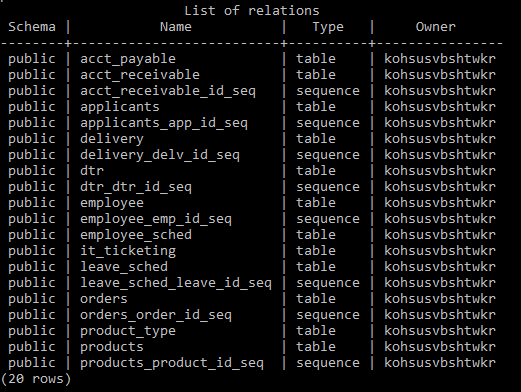 List of relations
Schema | Name | Type | Owner
--------+---------------------------+----------+----------------
public | acct_payable | table | kohsusvbshtwkr
public | acct_receivable | table | kohsusvbshtwkr
public | acct_receivable_id_seq | sequence | kohsusvbshtwkr
public | applicants | table | kohsusvbshtwkr
public | applicants_app_id_seq | sequence | kohsusvbshtwkr
public | delivery | table | kohsusvbshtwkr
public | delivery_delv_id_seq | sequence | kohsusvbshtwkr
public | dtr | table | kohsusvbshtwkr
public | dtr_dtr_id_seq | sequence | kohsusvbshtwkr
public | employee | table | kohsusvbshtwkr
public | employee_emp_id_seq | sequence | kohsusvbshtwkr
public | employee_sched | table | kohsusvbshtwkr
public | it_ticketing | table | kohsusvbshtwkr
public | leave_sched | table | kohsusvbshtwkr
public | leave_sched_leave_id_seq | sequence | kohsusvbshtwkr
public | orders | table | kohsusvbshtwkr
public | orders_order_id_seq | sequence | kohsusvbshtwkr
public | product_type | table | kohsusvbshtwkr
public | products | table | kohsusvbshtwkr
public | products_product_id_seq | sequence | kohsusvbshtwkr
(20 rows)